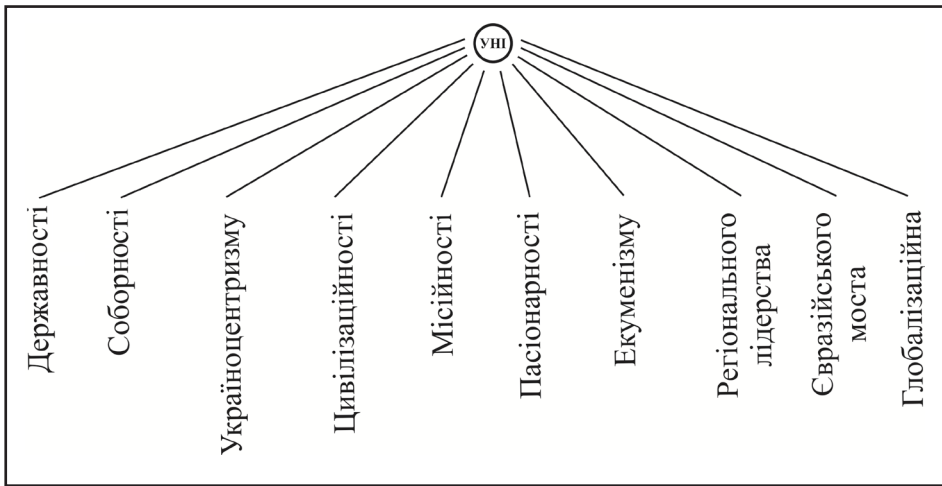 УНІ
Державності
Соборності
Україноцентризму
Цивілізаційності
Місійності
Пасіонарності
Екуменізму
Регіонального
лідерства
Євразійського
моста
Глобалізаційна